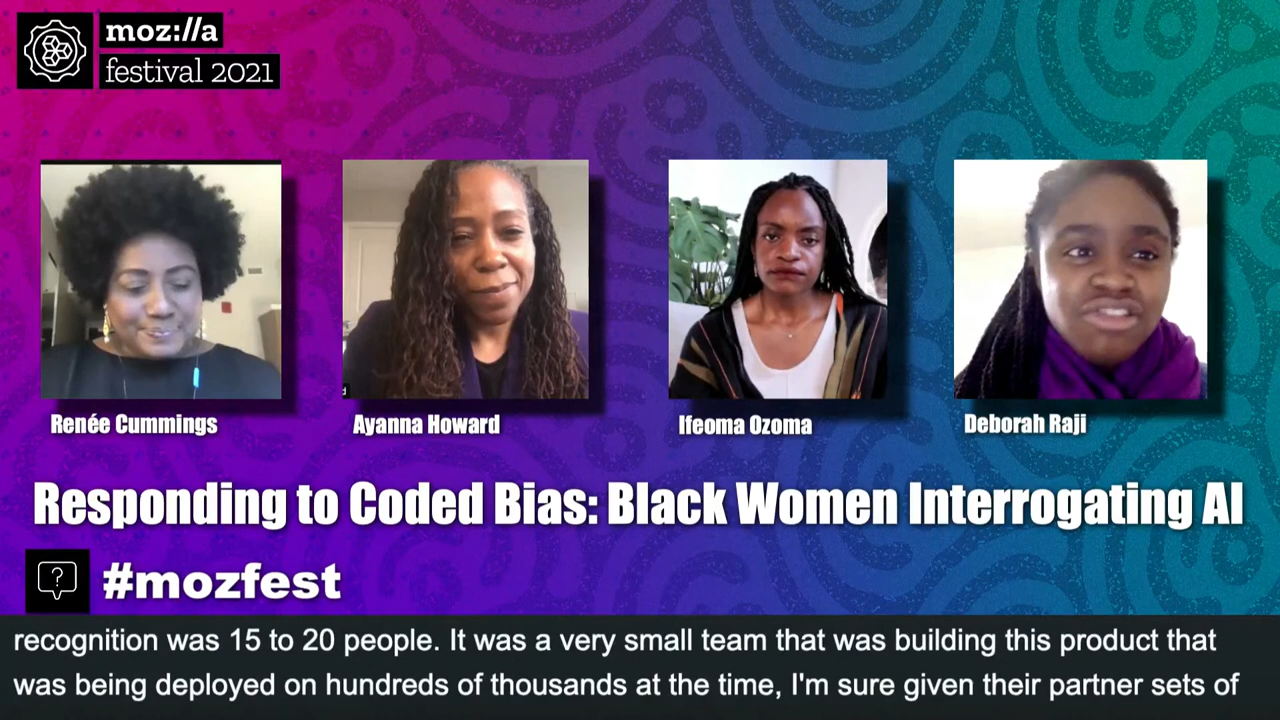 moz://a
festival 2021
Renée Cummings
Ayanna Howard
Ifeoma Ozoma
Deborah Raji
Responding to Coded Bias: Black Women Interrogating AI
?
#mozfest
recognition was 15 to 20 people. It was a very small team that was building this product that
was being deployed on hundreds of thousands at the time, I'm sure given their partner sets of